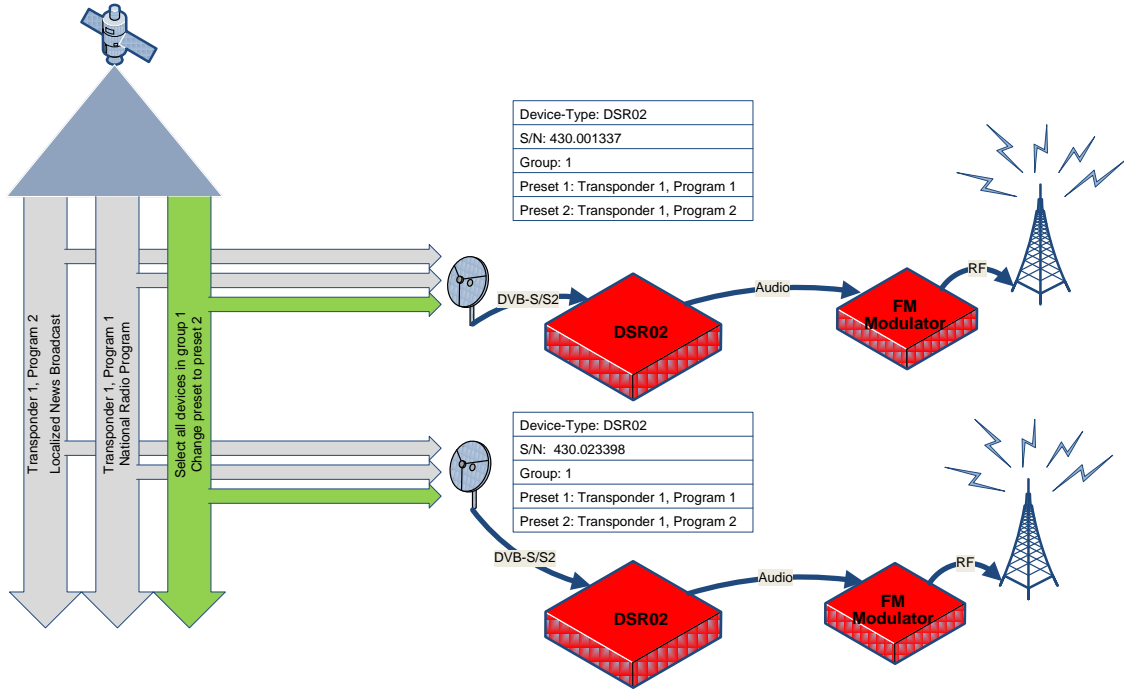 Transponder 1, Program 2
Localized News Broadcast
Transponder 1, Program 1
National Radio Program
Select all devices in group 1
Change preset to preset 2
Device-Type: DSR02
S/N: 430.001337
Group: 1
Preset 1: Transponder 1, Program 1
Preset 2: Transponder 1, Program 2
DVB-S/S2
DSR02
Audio
FM
Modulator
RF
Device-Type: DSR02
S/N:  430.023398
Group: 1
Preset 1: Transponder 1, Program 1
Preset 2: Transponder 1, Program 2
DVB-S/S2
DSR02
Audio
FM
Modulator
RF